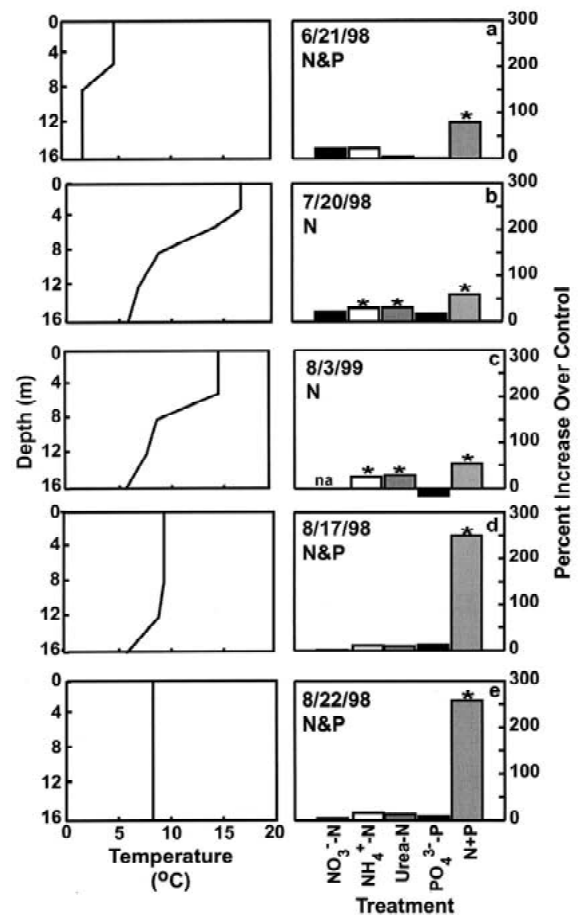 0
4
8
12
16
6/21/98
N&P
a
*
300
200
100
0
0
4
8
12
16
7/20/98
N
b
* * *
300
200
100
0
0
4
8
12
16
8/3/99
N
c
na * * *
300
200
100
0
0
4
8
12
16
8/17/98
N&P
d
*
300
200
100
0
0
4
8
12
16
8/22/98
N&P
e
*
300
200
100
0
Depth (m)
Percent Increase Over Control
0 5 10 15 20
Temperature
(ºC)
NO₃⁻-N
NH₄⁺-N
Urea-N
PO₄³⁻-P
N+P
Treatment